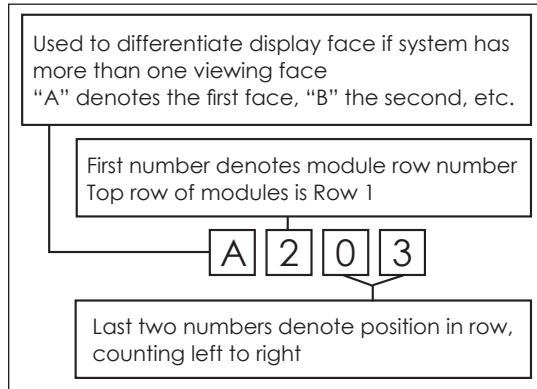 Used to differentiate display face if system has
more than one viewing face
“A” denotes the first face, “B” the second, etc.
First number denotes module row number
Top row of modules is Row 1
A 2 0 3
Last two numbers denote position in row,
counting left to right